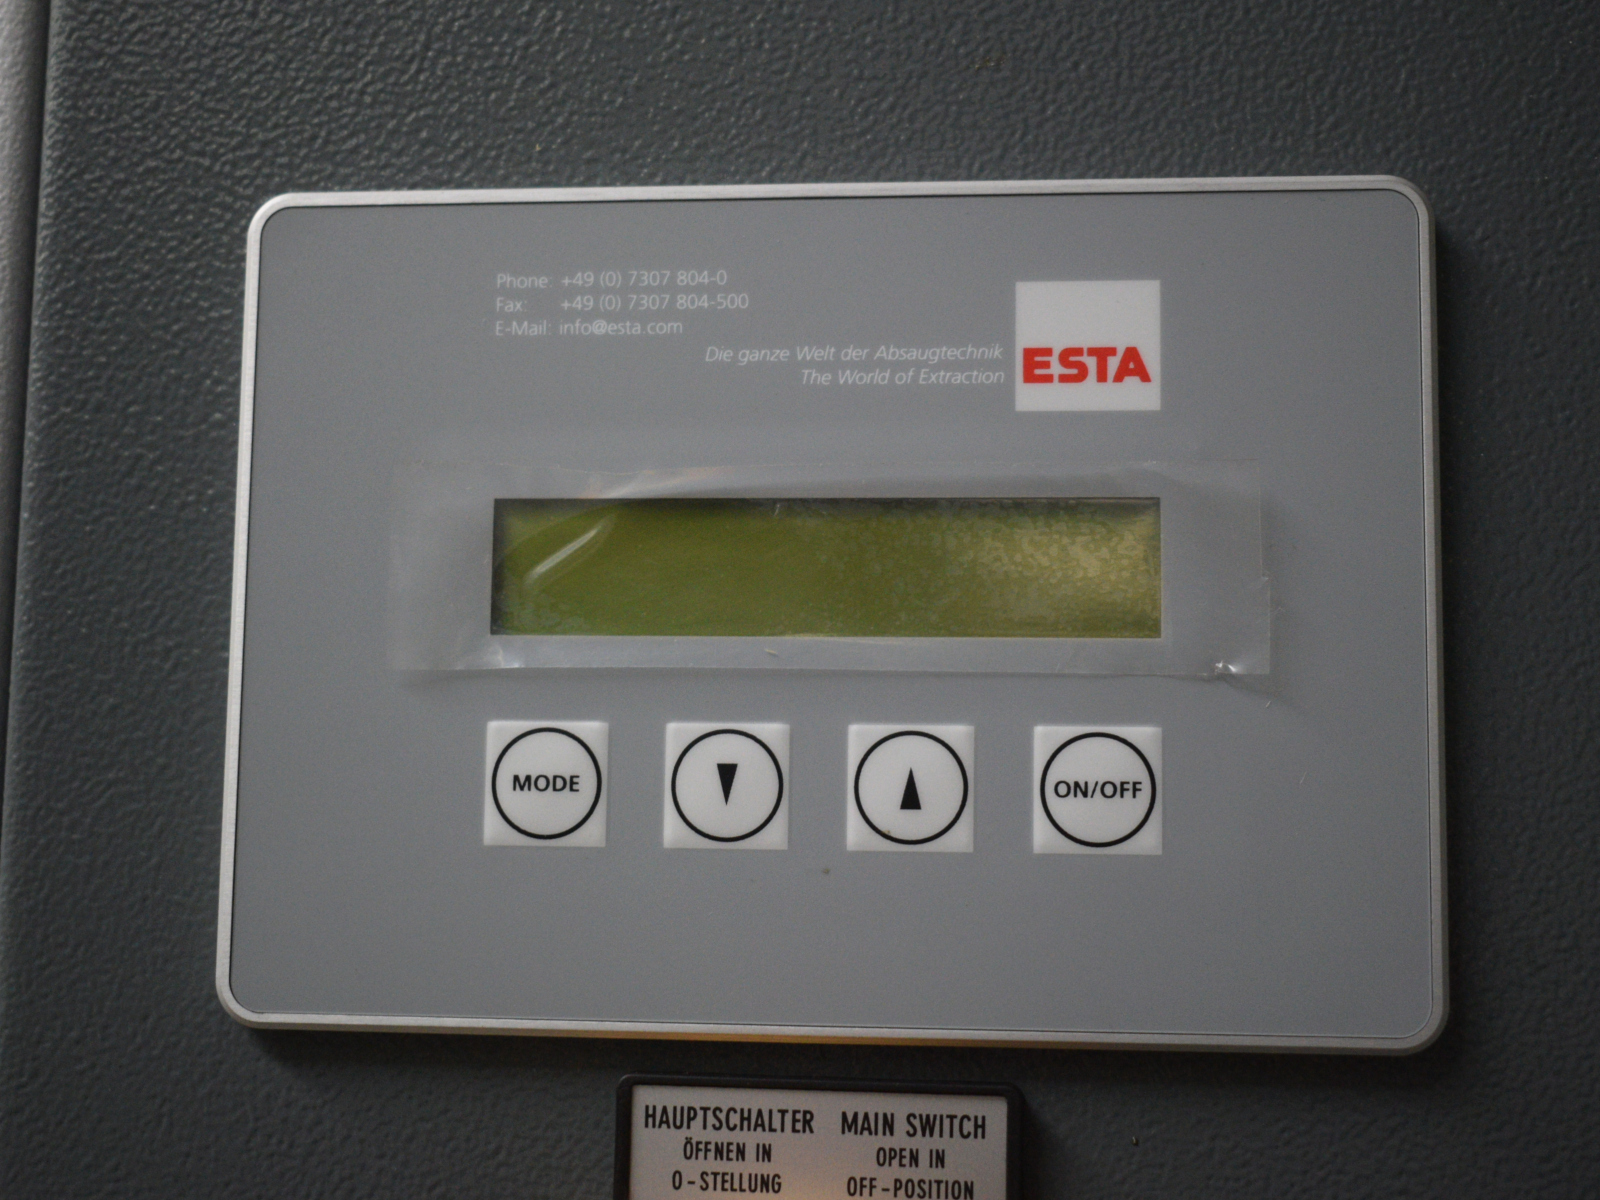 Phone: +49 (0) 7307 804-0
Fax: +49 (0) 7307 804-500
E-Mail: info@esta.com
Die ganze Welt der Absaugtechnik
The World of Extraction
ESTA
MODE
ON/OFF
HAUPTSCHALTER
ÖFFNEN IN
0-STELLUNG
MAIN SWITCH
OPEN IN
OFF-POSITION